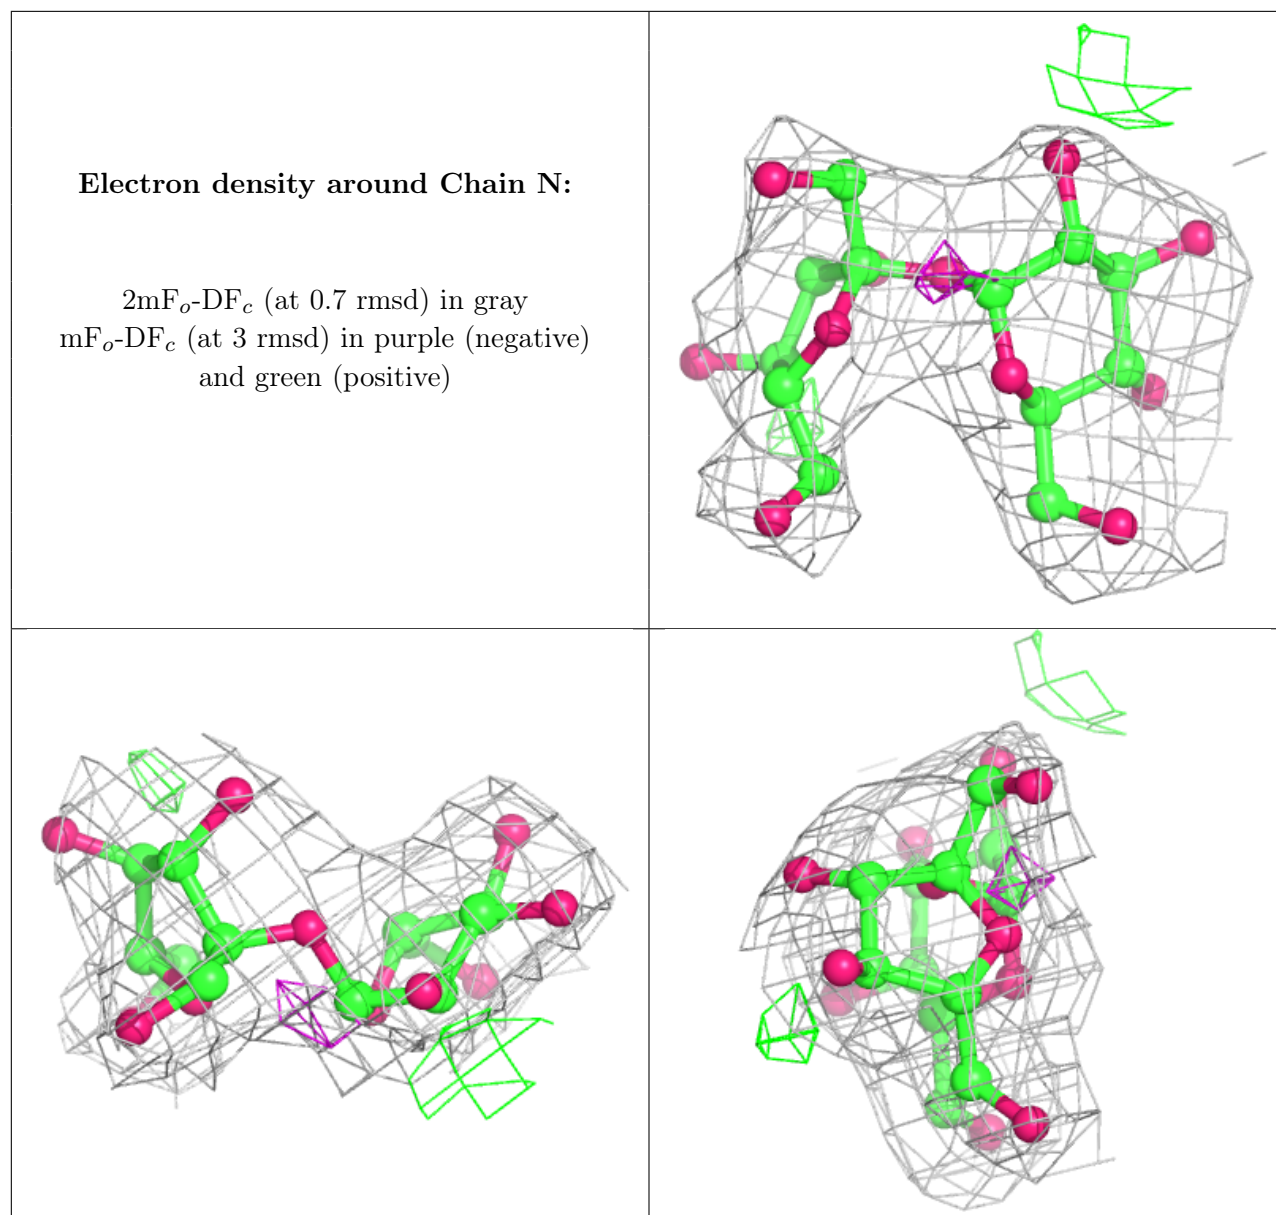 Electron density around Chain N:
2mFₒ-DF𝒸 (at 0.7 rmsd) in gray
mFₒ-DF𝒸 (at 3 rmsd) in purple (negative)
and green (positive)